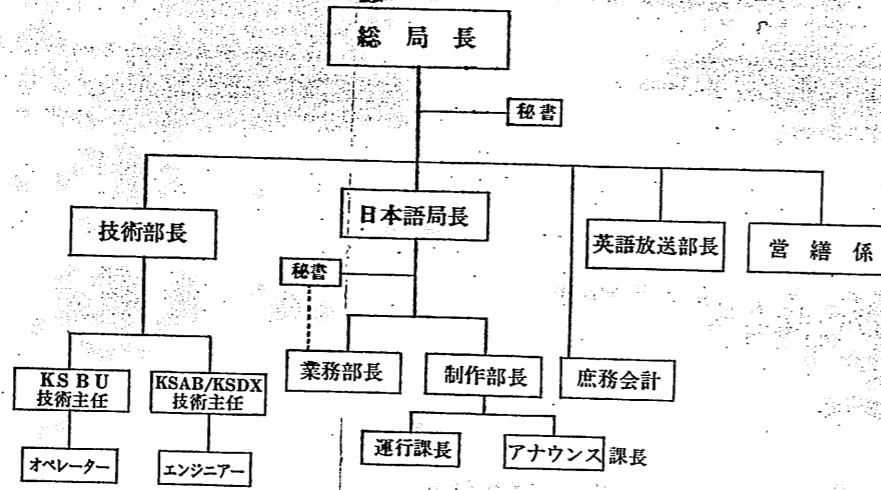 総局長
秘書
技術部長
日本語局長
英語放送部長
営繕係
秘書
業務部長
制作部長
庶務会計
KSBU
技術主任
KSAB/KSDX
技術主任
運行課長
アナウンス課長
オペレーター
エンジニアー